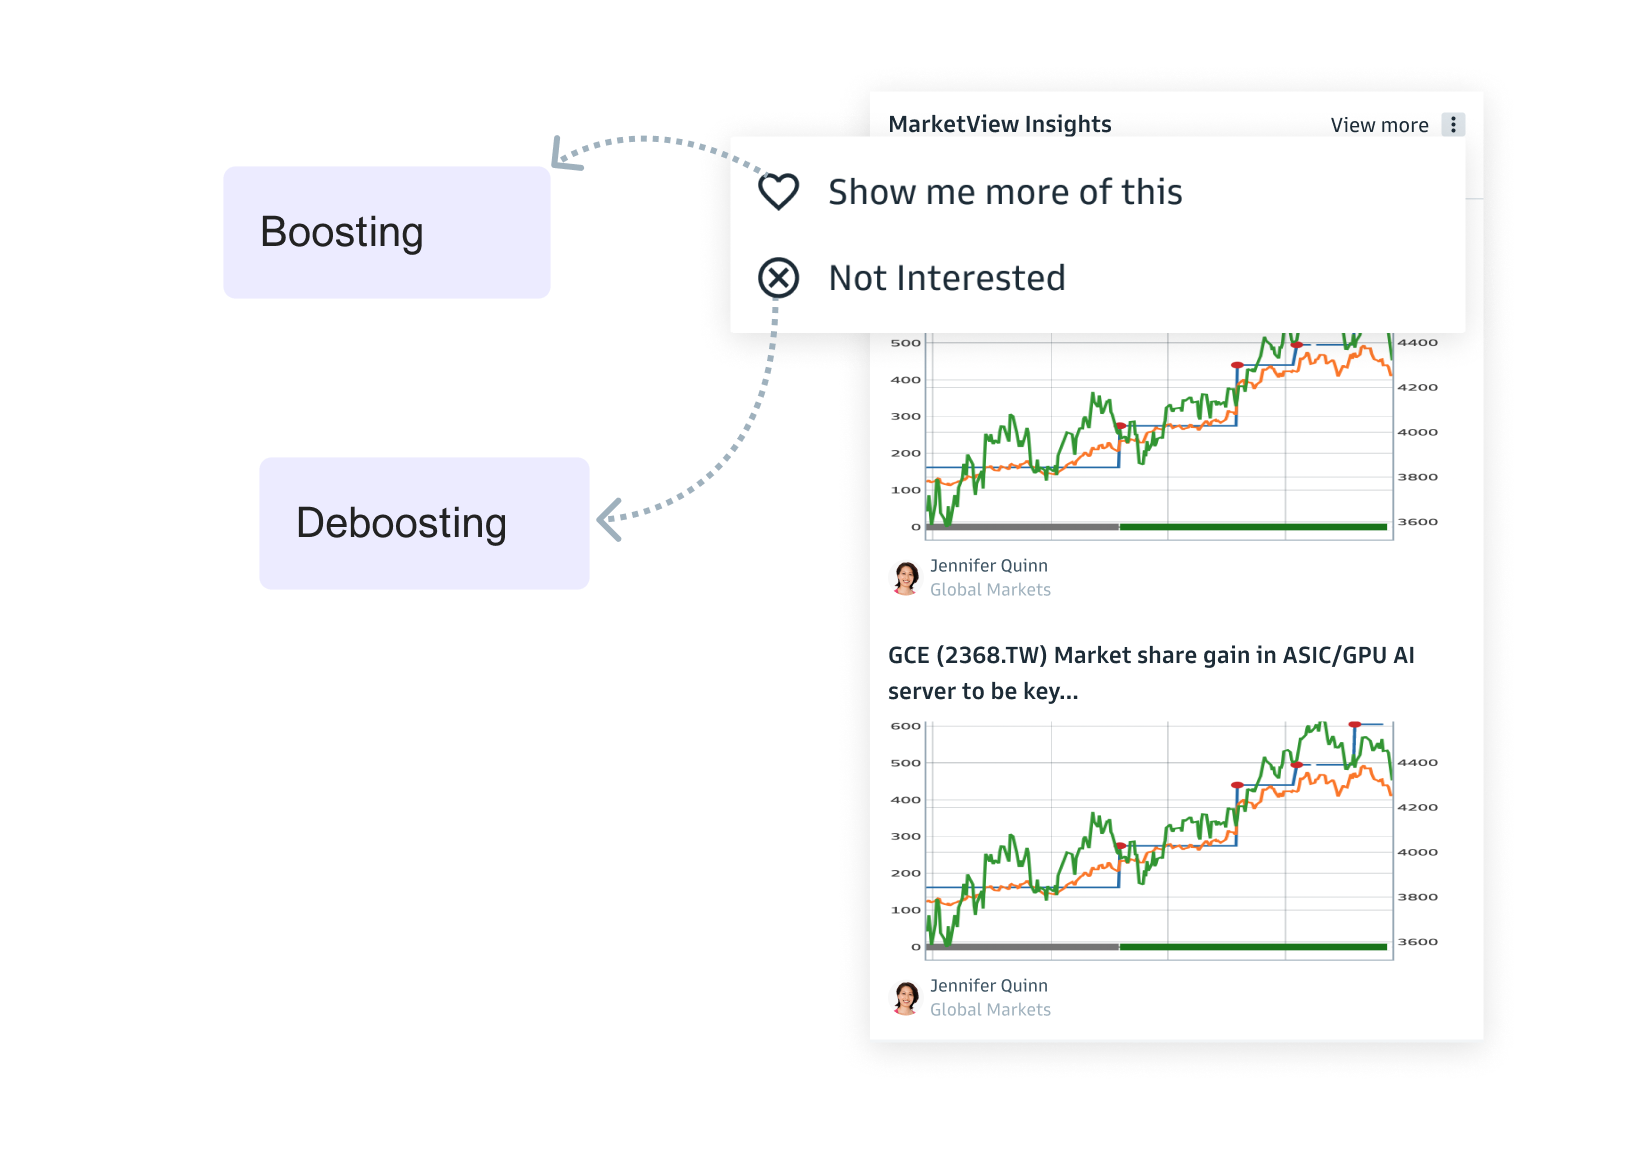 MarketView Insights
View more
Boosting
Show me more of this
Not Interested
Deboosting
500
400
300
200
100
0
4400
4200
4000
3800
3600
Jennifer Quinn
Global Markets
GCE (2368.TW) Market share gain in ASIC/GPU AI
server to be key...
600
500
400
300
200
100
0
4400
4200
4000
3800
3600
Jennifer Quinn
Global Markets